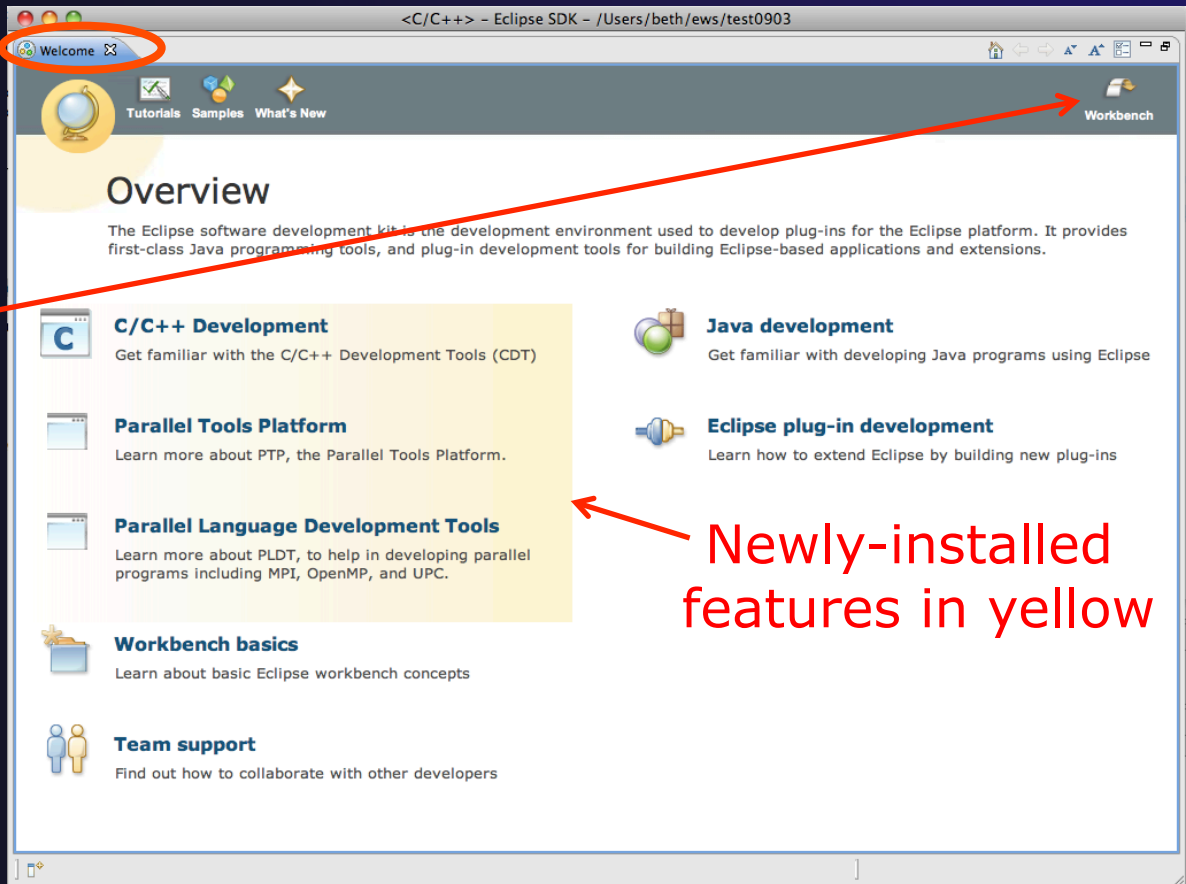 <C/C++> – Eclipse SDK – /Users/beth/ews/test0903
Welcome
Tutorials Samples What's New
Workbench
Overview
The Eclipse software development kit is the development environment used to develop plug-ins for the Eclipse platform. It provides
first-class Java programming tools, and plug-in development tools for building Eclipse-based applications and extensions.
C/C++ Development
Get familiar with the C/C++ Development Tools (CDT)
Java development
Get familiar with developing Java programs using Eclipse
Parallel Tools Platform
Learn more about PTP, the Parallel Tools Platform.
Eclipse plug-in development
Learn how to extend Eclipse by building new plug-ins
Parallel Language Development Tools
Learn more about PLDT, to help in developing parallel
programs including MPI, OpenMP, and UPC.
Newly-installed
features in yellow
Workbench basics
Learn about basic Eclipse workbench concepts
Team support
Find out how to collaborate with other developers